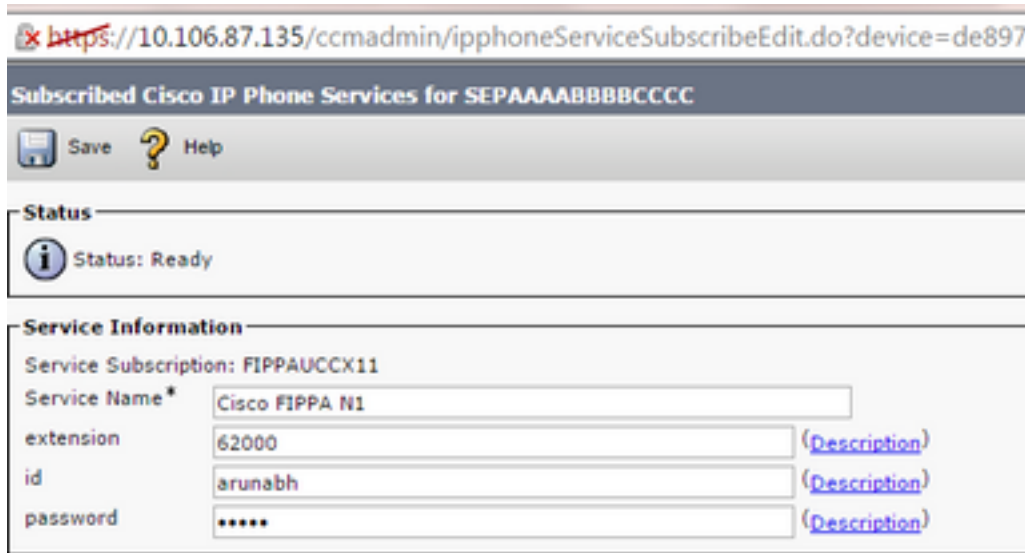 https://10.106.87.135/ccmadmin/ipphoneServiceSubscribeEdit.do?device=de897
Subscribed Cisco IP Phone Services for SEPAAAABBBBCCCC
Save Help
Status
Status: Ready
Service Information
Service Subscription: FIPPAUCCX11
Service Name* Cisco FIPPA N1
extension 62000 (Description)
id arunabh (Description)
password ••••• (Description)